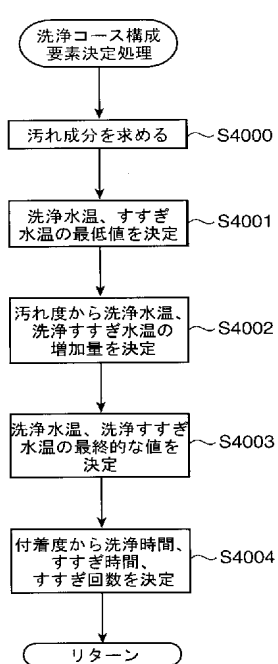 洗浄コース構成
要素決定処理
汚れ成分を求める
S4000
洗浄水温、すすぎ
水温の最低値を決定
S4001
汚れ度から洗浄水温、
洗浄すすぎ水温の
増加量を決定
S4002
洗浄水温、洗浄すすぎ
水温の最終的な値を
決定
S4003
付着度から洗浄時間、
すすぎ時間、
すすぎ回数を決定
S4004
リターン